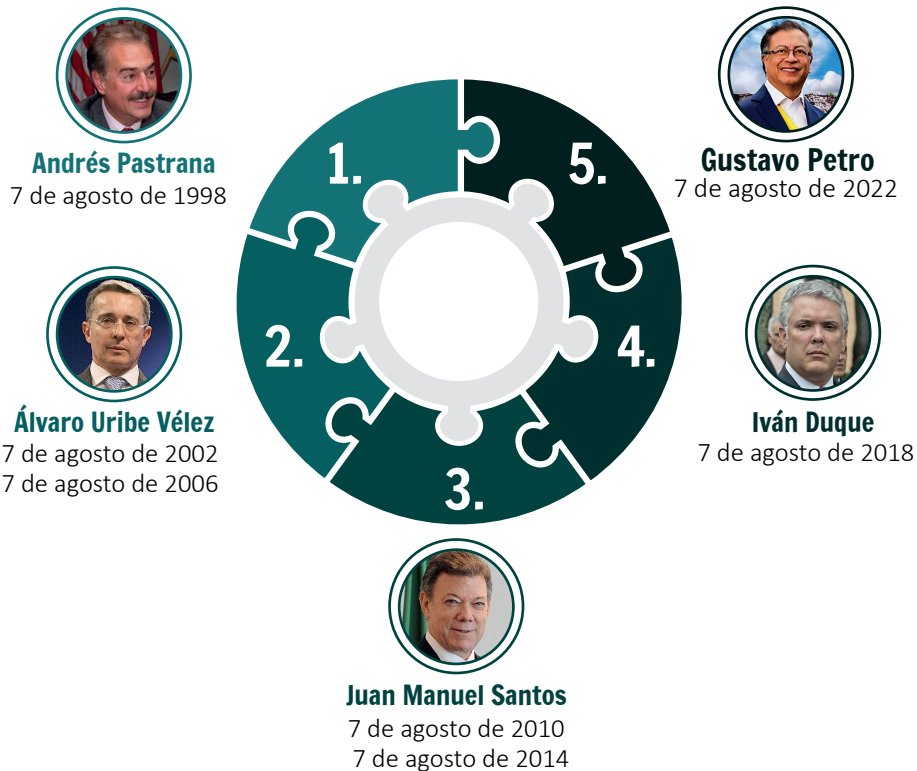 1.
Andrés Pastrana
7 de agosto de 1998
2.
Álvaro Uribe Vélez
7 de agosto de 2002
7 de agosto de 2006
3.
Juan Manuel Santos
7 de agosto de 2010
7 de agosto de 2014
4.
Iván Duque
7 de agosto de 2018
5.
Gustavo Petro
7 de agosto de 2022